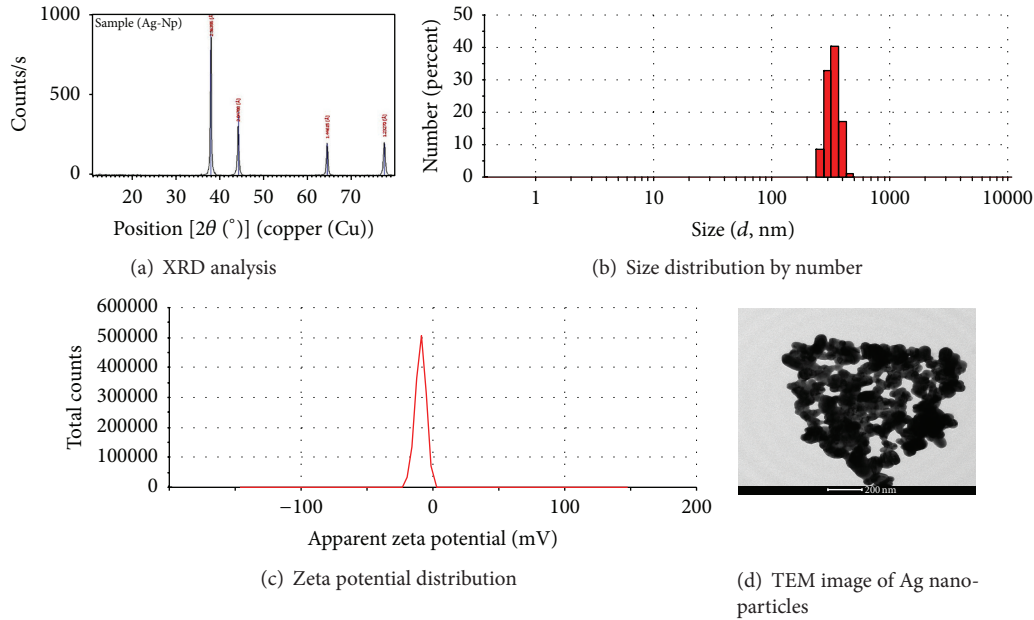 Sample (Ag-Np)
Counts/s
1000
500
0
20 30 40 50 60 70
Position [2θ (°)] (copper (Cu))
(a) XRD analysis
Number (percent)
50
40
30
20
10
0
1 10 100 1000 10000
Size (d, nm)
(b) Size distribution by number
Total counts
600000
500000
400000
300000
200000
100000
0
−100 0 100 200
Apparent zeta potential (mV)
(c) Zeta potential distribution
200 nm
(d) TEM image of Ag nano-
particles